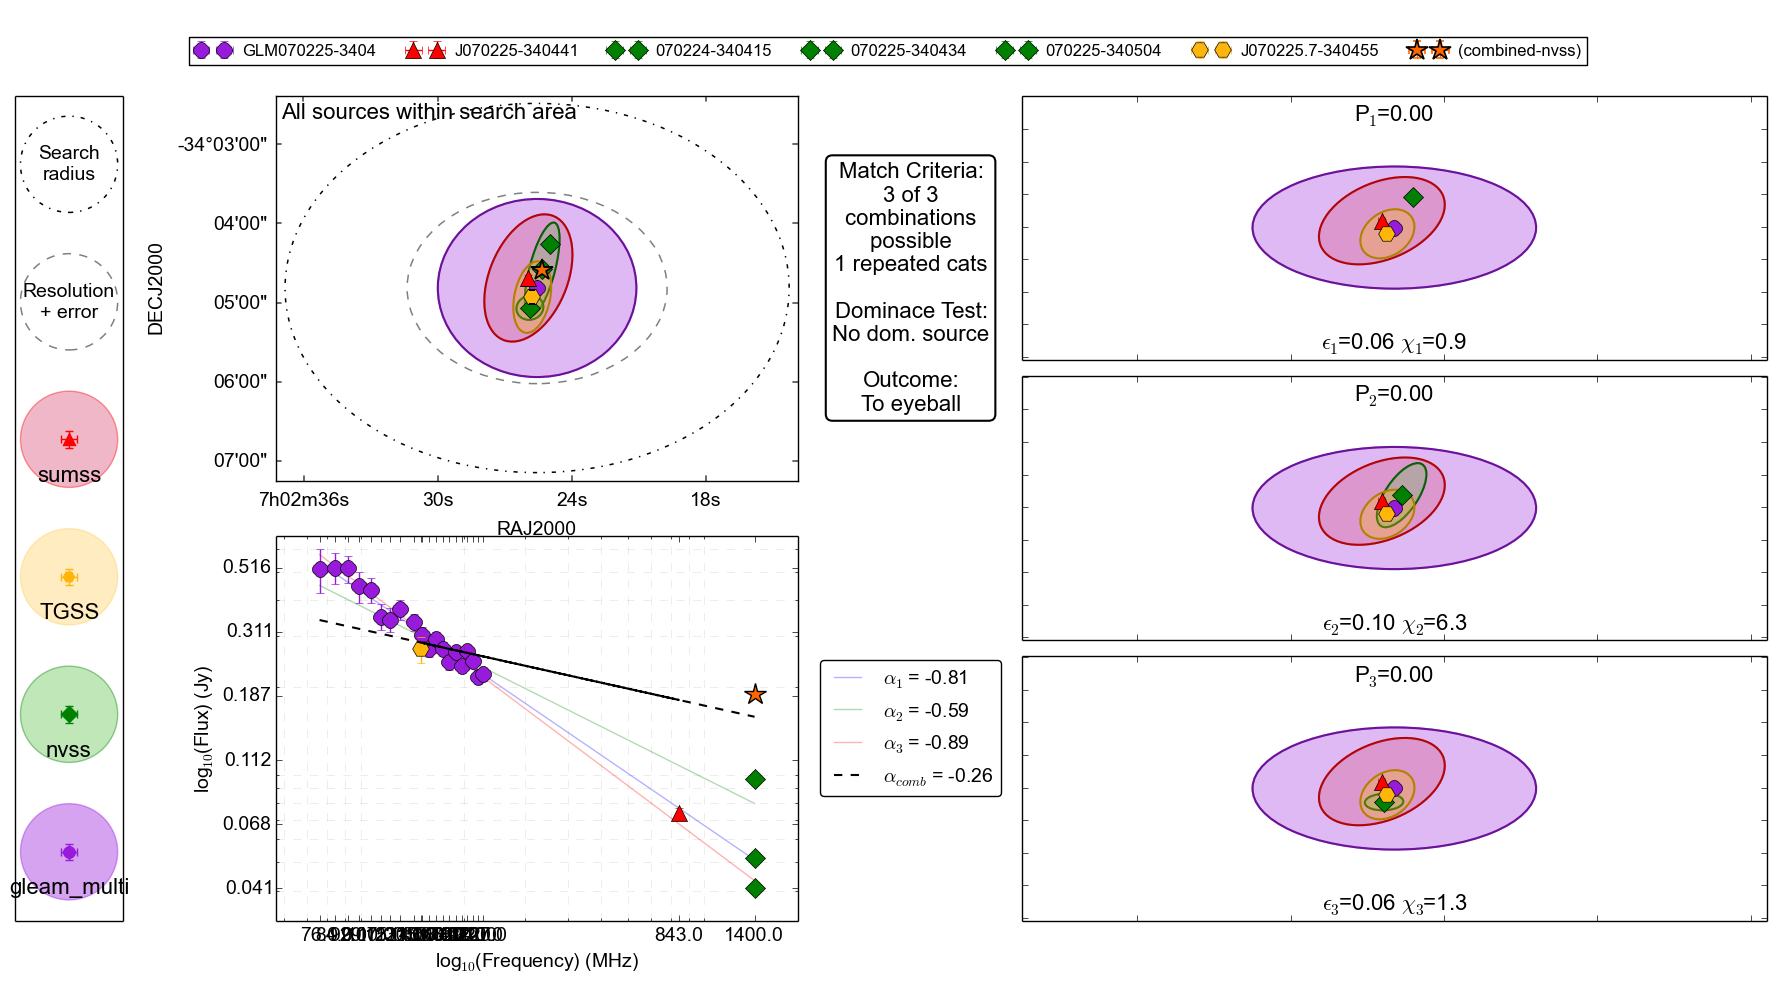 GLM070225-3404 J070225-340441 070224-340415 070225-340434 070225-340504 J070225.7-340455 (combined-nvss)
Search
radius
Resolution
+ error
sumss
TGSS
nvss
gleam_multi
All sources within search area
DECJ2000
-34°03'00"
04'00"
05'00"
06'00"
07'00"
7h02m36s 30s 24s 18s
RAJ2000
log10(Flux) (Jy)
0.516
0.311
0.187
0.112
0.068
0.041
843.0 1400.0
log10(Frequency) (MHz)
Match Criteria:
3 of 3
combinations
possible
1 repeated cats
Dominace Test:
No dom. source
Outcome:
To eyeball
α1 = -0.81
α2 = -0.59
α3 = -0.89
αcomb = -0.26
P1=0.00
ϵ1=0.06 χ1=0.9
P2=0.00
ϵ2=0.10 χ2=6.3
P3=0.00
ϵ3=0.06 χ3=1.3